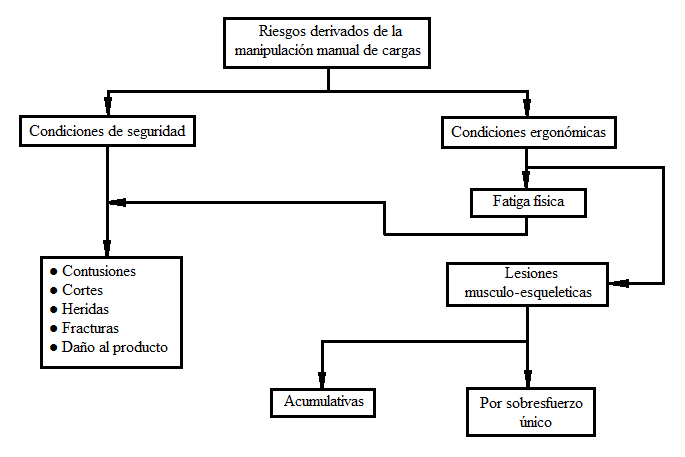 Riesgos derivados de la
manipulación manual de cargas
Condiciones de seguridad
Condiciones ergonómicas
Fatiga física
● Contusiones
● Cortes
● Heridas
● Fracturas
● Daño al producto
Lesiones
musculo-esqueleticas
Acumulativas
Por sobresfuerzo
único